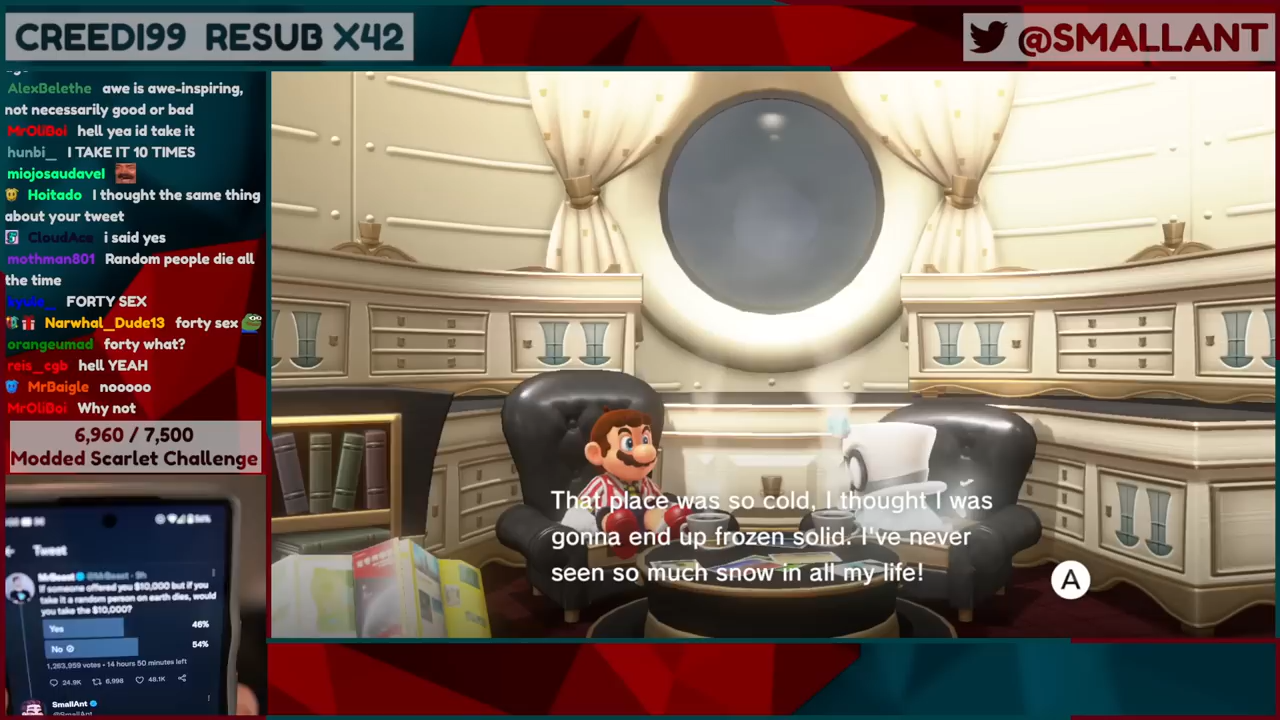 CREEDI99 RESUB X42
@SMALLANT
AlexBelethe awe is awe-inspiring,
not necessarily good or bad
MrOliBoi hell yea id take it
hunbi_ I TAKE IT 10 TIMES
miojosaudavel
Hoitado I thought the same thing
about your tweet
CloudAce i said yes
mothman801 Random people die all
the time
FORTY SEX
Narwhal_Dude13 forty sex
orangeumad forty what?
reis_cgb hell YEAH
MrBaigle nooooo
MrOliBoi Why not
6,960 / 7,500
Modded Scarlet Challenge
Tweet
MrBeast
If someone offered you $10,000 but if you
take it a random person on earth dies, would
you take the $10,000?
Yes 46%
No 54%
1,263,959 votes • 14 hours 50 minutes left
24.9K 6,998 48.1K
SmallAnt
@SmallAnt
That place was so cold, I thought I was
gonna end up frozen solid. I've never
seen so much snow in all my life!
A